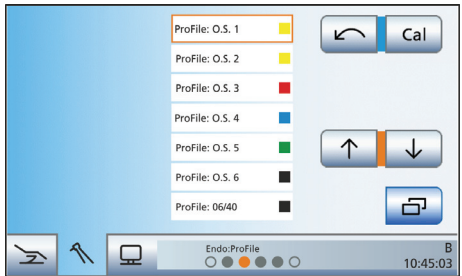 ProFile: O.S. 1
ProFile: O.S. 2
ProFile: O.S. 3
ProFile: O.S. 4
ProFile: O.S. 5
ProFile: O.S. 6
ProFile: 06/40
Cal
Endo:ProFile
B
10:45:03